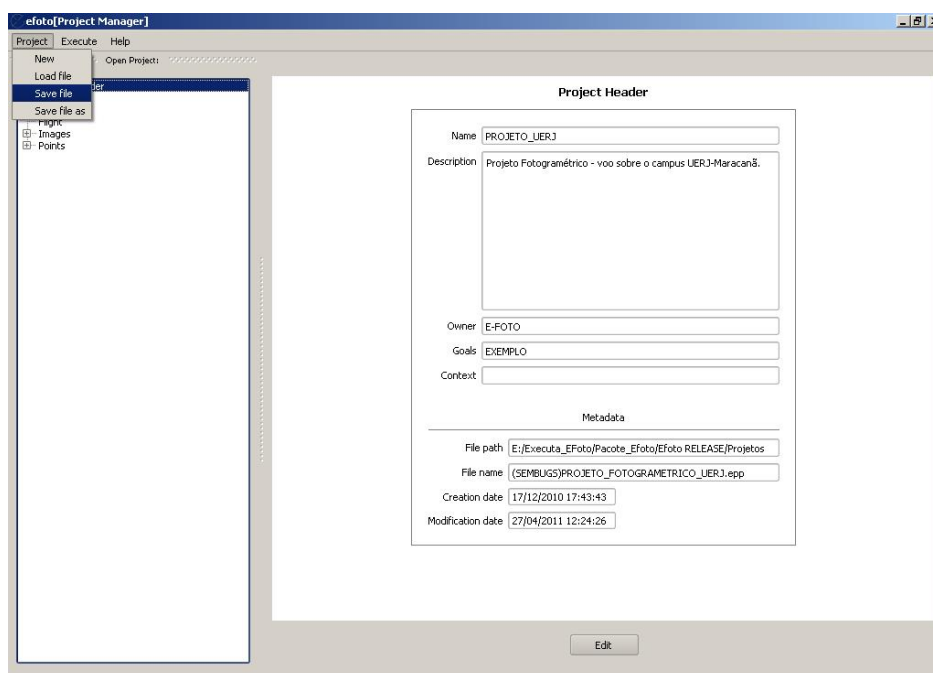 efoto[Project Manager]
Project Execute Help
New
Load file
Save file
Save file as
Open Project:
Flight
Images
Points
Project Header
Name PROJETO_UERJ
Description Projeto Fotogramétrico - voo sobre o campus UERJ-Maracanã.
Owner E-FOTO
Goals EXEMPLO
Context
Metadata
File path E:/Executa_EFoto/Pacote_Efoto/Efoto RELEASE/Projetos
File name (SEMBUGS)PROJETO_FOTOGRAMETRICO_UERJ.epp
Creation date 17/12/2010 17:43:43
Modification date 27/04/2011 12:24:26
Edit